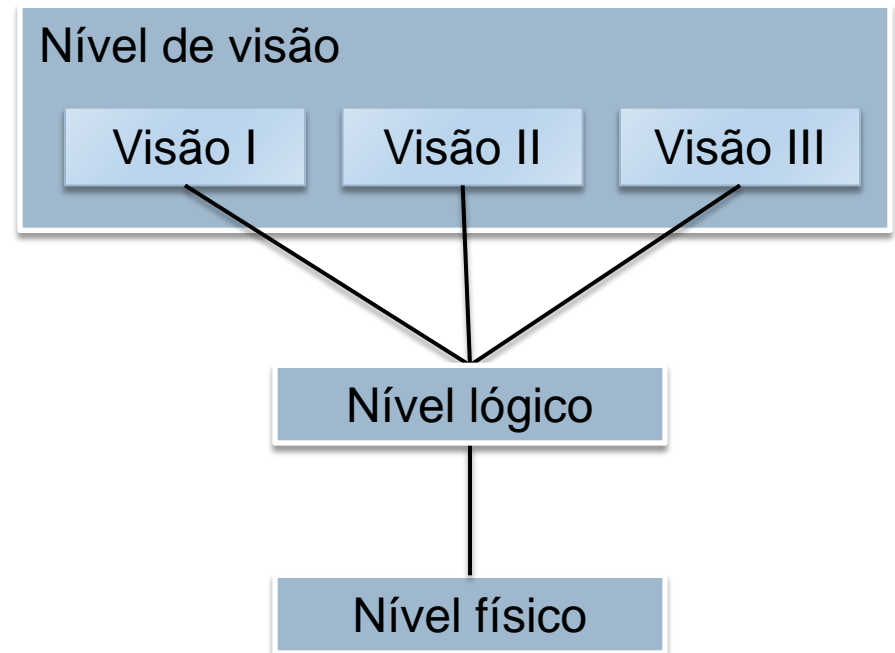 Nível de visão
Visão I
Visão II
Visão III
Nível lógico
Nível físico